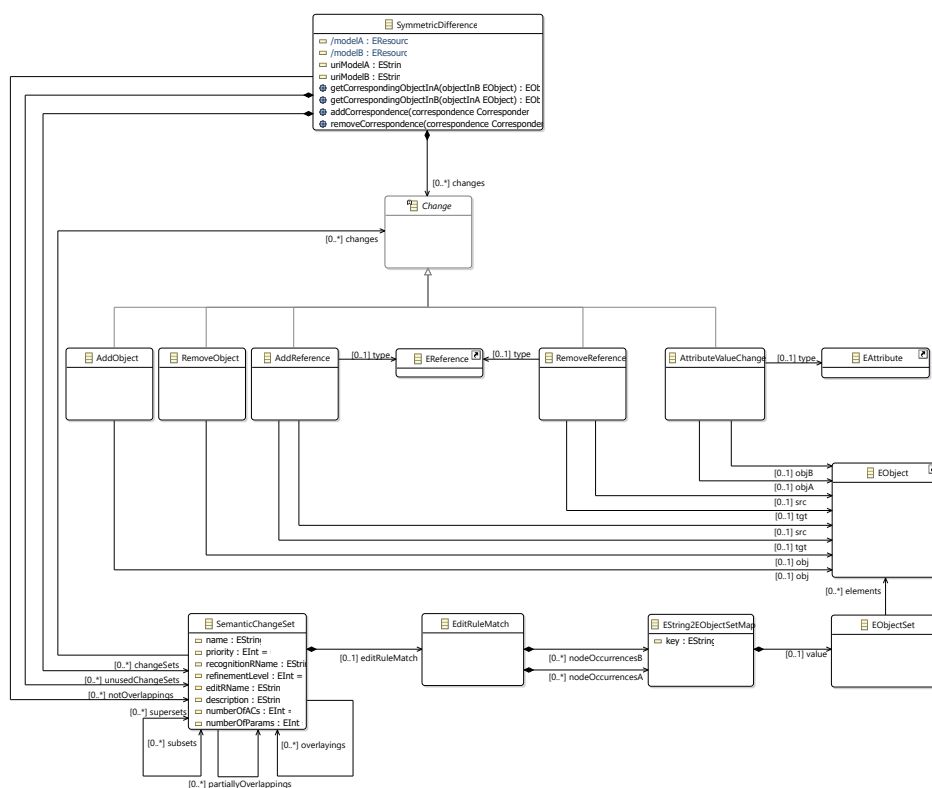 SymmetricDifference
/modelA : EResourc
/modelB : EResourc
uriModelA : EStrin
uriModelB : EStrin
getCorrespondingObjectInA(objectInB EObject) : EOb
getCorrespondingObjectInB(objectInA EObject) : EOb
addCorrespondence(correspondence Corresponden
removeCorrespondence(correspondence Corresponden
[0..*] changes
Change
[0..*] changes
AddObject
RemoveObject
AddReference
[0..1] type
EReference
[0..1] type
RemoveReference
AttributeValueChange
[0..1] type
EAttribute
EObject
[0..1] objB
[0..1] objA
[0..1] src
[0..1] tgt
[0..1] src
[0..1] tgt
[0..1] obj
[0..1] obj
[0..*] elements
SemanticChangeSet
name : EString
priority : EInt =
recognitionRName : EStrin
refinementLevel : EInt =
editRName : EStrin
description : EStrin
numberOfACs : EInt =
numberOfParams : EInt
[0..1] editRuleMatch
EditRuleMatch
[0..*] nodeOccurrencesB
[0..*] nodeOccurrencesA
EString2EObjectSetMap
key : EString
[0..1] value
EObjectSet
[0..*] changeSets
[0..*] unusedChangeSets
[0..*] notOverlappings
[0..*] supersets
[0..*] subsets
[0..*] overlayings
[0..*] partiallyOverlappings